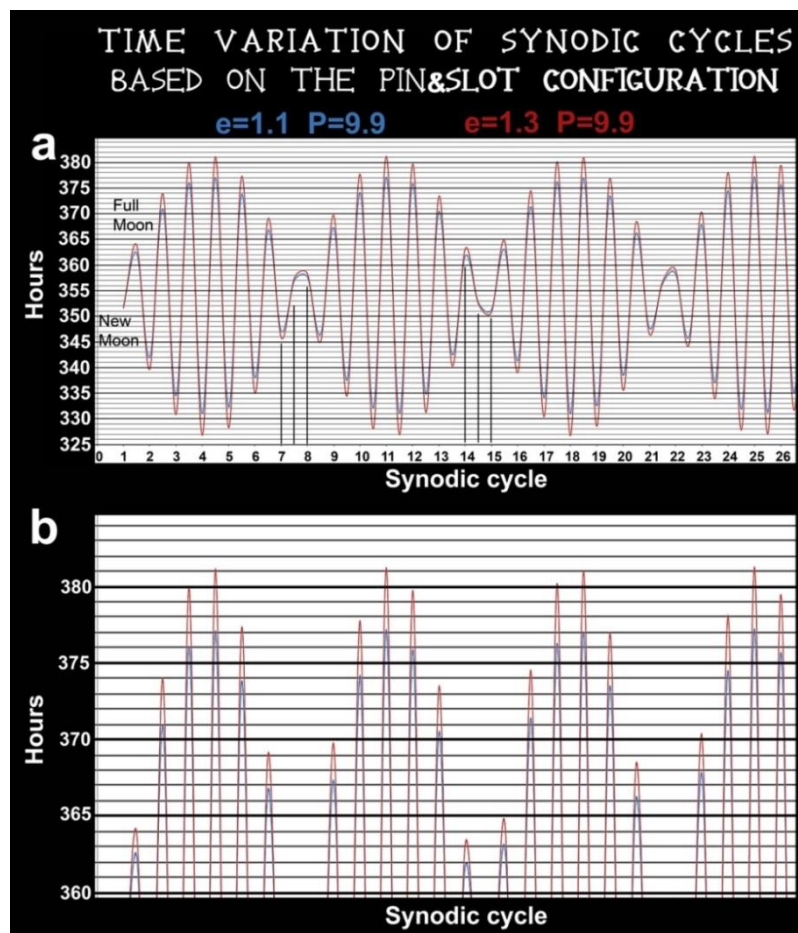 TIME VARIATION OF SYNODIC CYCLES
BASED ON THE PIN&SLOT CONFIGURATION
e=1.1 P=9.9 e=1.3 P=9.9
a
380
375
370
365
360
355
350
345
340
335
330
325
Hours
Full
Moon
New
Moon
0 1 2 3 4 5 6 7 8 9 10 11 12 13 14 15 16 17 18 19 20 21 22 23 24 25 26
Synodic cycle
b
380
375
370
365
360
Hours
Synodic cycle